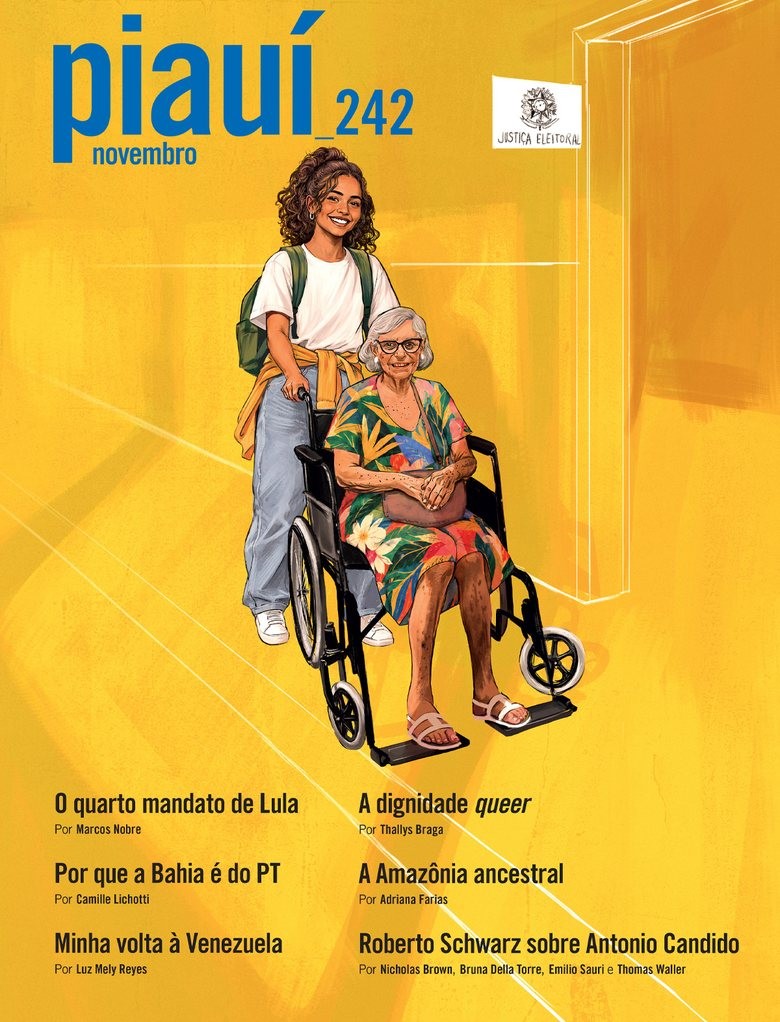 piauí_242
novembro
JUSTIÇA ELEITORAL
O quarto mandato de Lula
Por Marcos Nobre
A dignidade queer
Por Thallys Braga
Por que a Bahia é do PT
Por Camille Lichotti
A Amazônia ancestral
Por Adriana Farias
Minha volta à Venezuela
Por Luz Mely Reyes
Roberto Schwarz sobre Antonio Candido
Por Nicholas Brown, Bruna Della Torre, Emilio Sauri e Thomas Waller